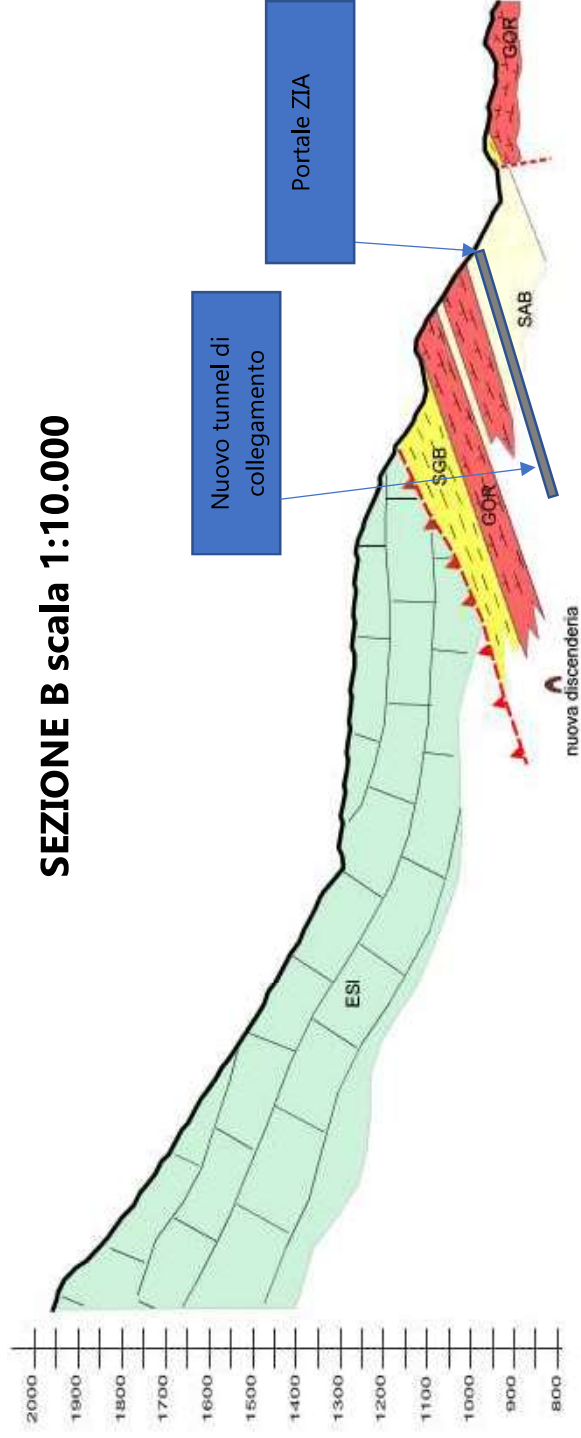 SEZIONE B scala 1:10.000
Nuovo tunnel di
collegamento
Portale ZIA
2000
1900
1800
1700
1600
1500
1400
1300
1200
1100
1000
900
800
ESI
SGB
GOR
SAB
GOR
nuova discenderia